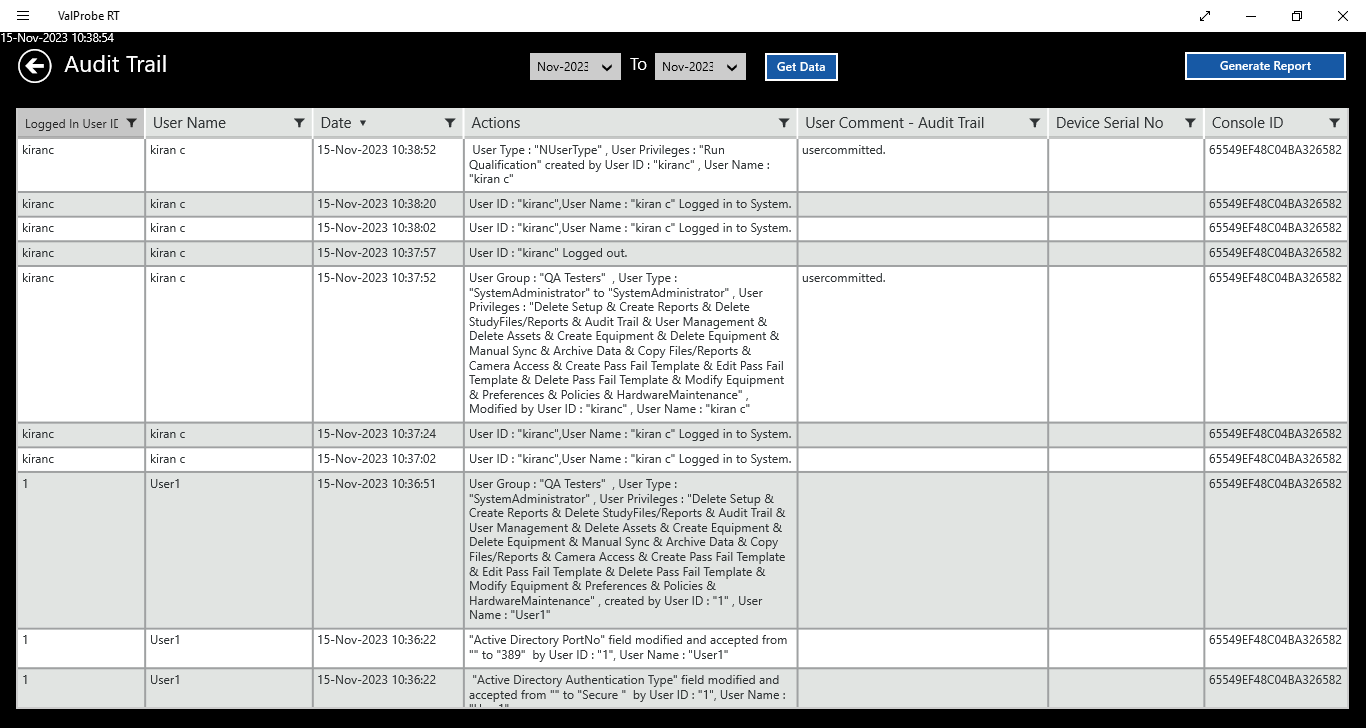 ValProbe RT
15-Nov-2023 10:38:54
Audit Trail
Nov-2023 To Nov-2023 Get Data Generate Report
Logged In User ID User Name Date Actions User Comment - Audit Trail Device Serial No Console ID
kiranc kiran c 15-Nov-2023 10:38:52 User Type : "NUserType" , User Privileges : "Run usercommitted. 65549EF48C04BA326582
Qualification" created by User ID : "kiranc" , User Name :
"kiran c"
kiranc kiran c 15-Nov-2023 10:38:20 User ID : "kiranc",User Name : "kiran c" Logged in to System. 65549EF48C04BA326582
kiranc kiran c 15-Nov-2023 10:38:02 User ID : "kiranc",User Name : "kiran c" Logged in to System. 65549EF48C04BA326582
kiranc kiran c 15-Nov-2023 10:37:57 User ID : "kiranc" Logged out. 65549EF48C04BA326582
kiranc kiran c 15-Nov-2023 10:37:52 User Group : "QA Testers" , User Type : usercommitted. 65549EF48C04BA326582
"SystemAdministrator" to "SystemAdministrator" , User
Privileges : "Delete Setup & Create Reports & Delete
StudyFiles/Reports & Audit Trail & User Management &
Delete Assets & Create Equipment & Delete Equipment &
Manual Sync & Archive Data & Copy Files/Reports &
Camera Access & Create Pass Fail Template & Edit Pass Fail
Template & Delete Pass Fail Template & Modify Equipment
& Preferences & Policies & HardwareMaintenance" ,
Modified by User ID : "kiranc" , User Name : "kiran c"
kiranc kiran c 15-Nov-2023 10:37:24 User ID : "kiranc",User Name : "kiran c" Logged in to System. 65549EF48C04BA326582
kiranc kiran c 15-Nov-2023 10:37:02 User ID : "kiranc",User Name : "kiran c" Logged in to System. 65549EF48C04BA326582
1 User1 15-Nov-2023 10:36:51 User Group : "QA Testers" , User Type : 65549EF48C04BA326582
"SystemAdministrator" , User Privileges : "Delete Setup &
Create Reports & Delete StudyFiles/Reports & Audit Trail &
User Management & Delete Assets & Create Equipment &
Delete Equipment & Manual Sync & Archive Data & Copy
Files/Reports & Camera Access & Create Pass Fail Template
& Edit Pass Fail Template & Delete Pass Fail Template &
Modify Equipment & Preferences & Policies &
HardwareMaintenance" , created by User ID : "1" , User
Name : "User1"
1 User1 15-Nov-2023 10:36:22 "Active Directory PortNo" field modified and accepted from 65549EF48C04BA326582
"" to "389" by User ID : "1", User Name : "User1"
1 User1 15-Nov-2023 10:36:22 "Active Directory Authentication Type" field modified and 65549EF48C04BA326582
accepted from "" to "Secure " by User ID : "1", User Name :